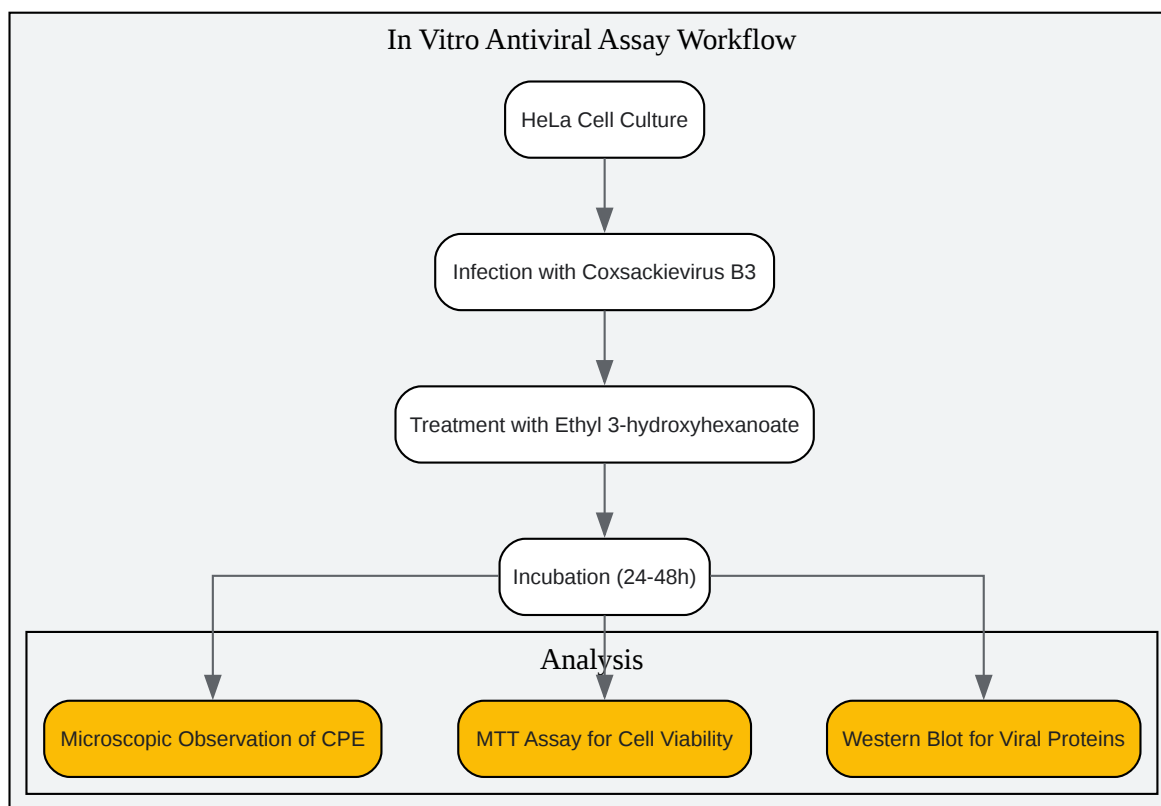 In Vitro Antiviral Assay Workflow
HeLa Cell Culture
Infection with Coxsackievirus B3
Treatment with Ethyl 3-hydroxyhexanoate
Incubation (24-48h)
Analysis
Microscopic Observation of CPE
MTT Assay for Cell Viability
Western Blot for Viral Proteins